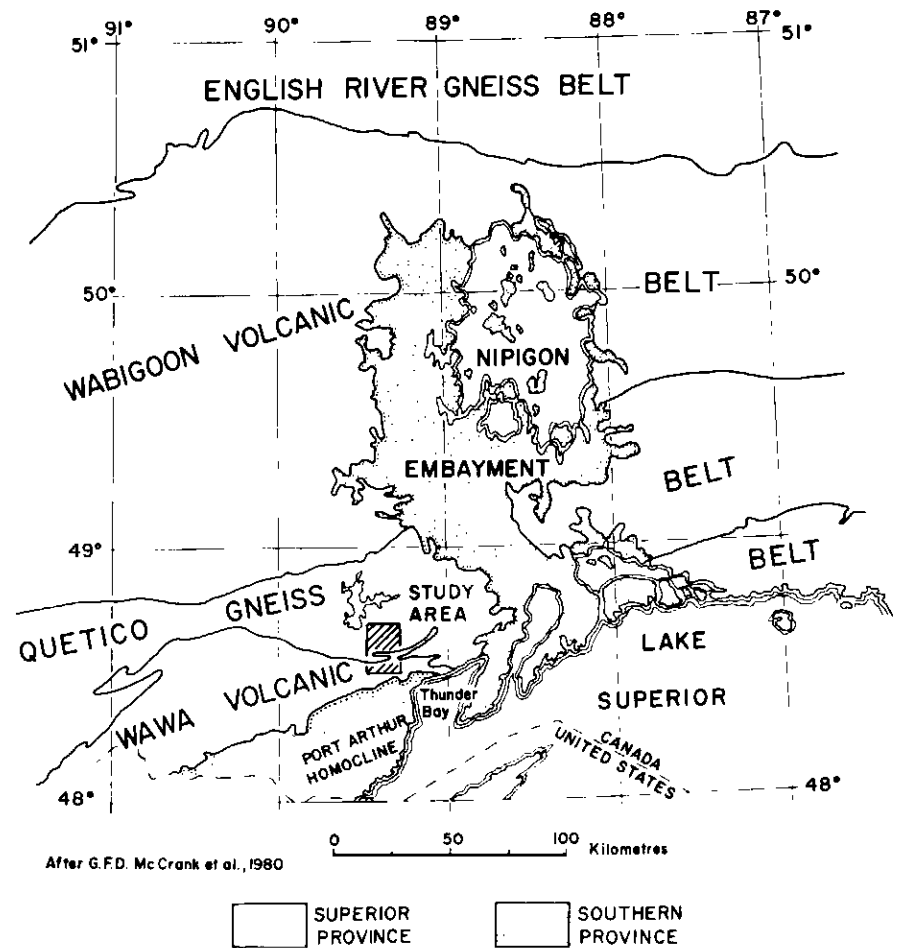 91° 90° 89° 88° 87°
51° 51°
ENGLISH RIVER GNEISS BELT
50° BELT 50°
WABIGOON VOLCANIC
NIPIGON
EMBAYMENT
BELT
49° 49°
BELT
QUETICO GNEISS
STUDY
AREA
LAKE
SUPERIOR
WAWA VOLCANIC
Thunder
Bay
PORT ARTHUR
HOMOCLINE
CANADA
UNITED STATES
48° 48°
0 50 100 Kilometres
After G.F.D. McCrank et al., 1980
SUPERIOR
PROVINCE
SOUTHERN
PROVINCE